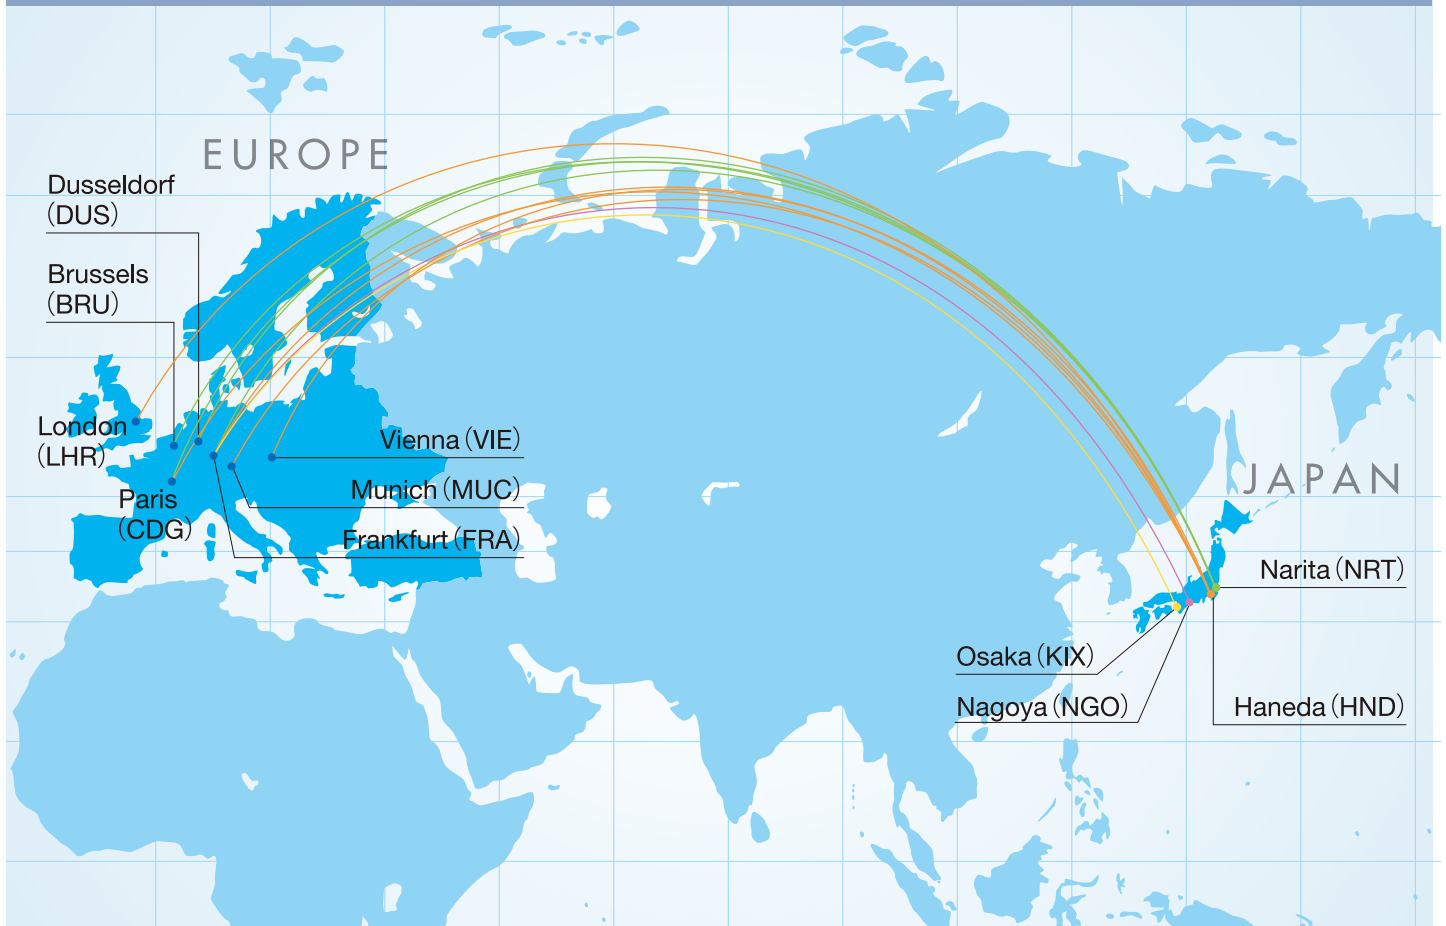 EUROPE
Dusseldorf
(DUS)
Brussels
(BRU)
London
(LHR)
Paris
(CDG)
Vienna (VIE)
Munich (MUC)
Frankfurt (FRA)
JAPAN
Narita (NRT)
Osaka (KIX)
Nagoya (NGO)
Haneda (HND)